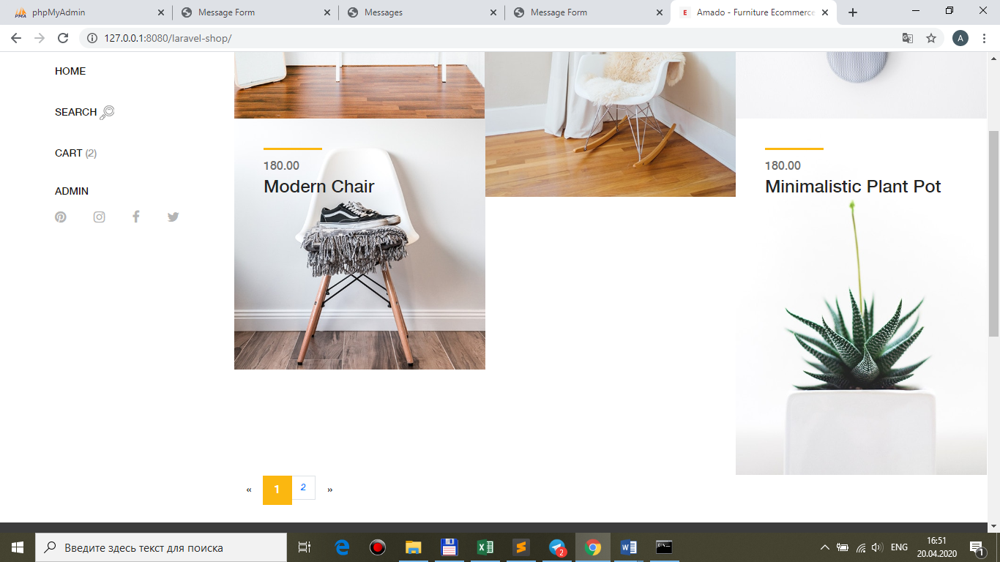 phpMyAdmin
Message Form
Messages
Message Form
Amado - Furniture Ecommerce
127.0.0.1:8080/laravel-shop/
A
HOME
SEARCH
CART (2)
ADMIN
180.00
Modern Chair
180.00
Minimalistic Plant Pot
« 1 2 »
Введите здесь текст для поиска
2
ENG
16:51
20.04.2020
1